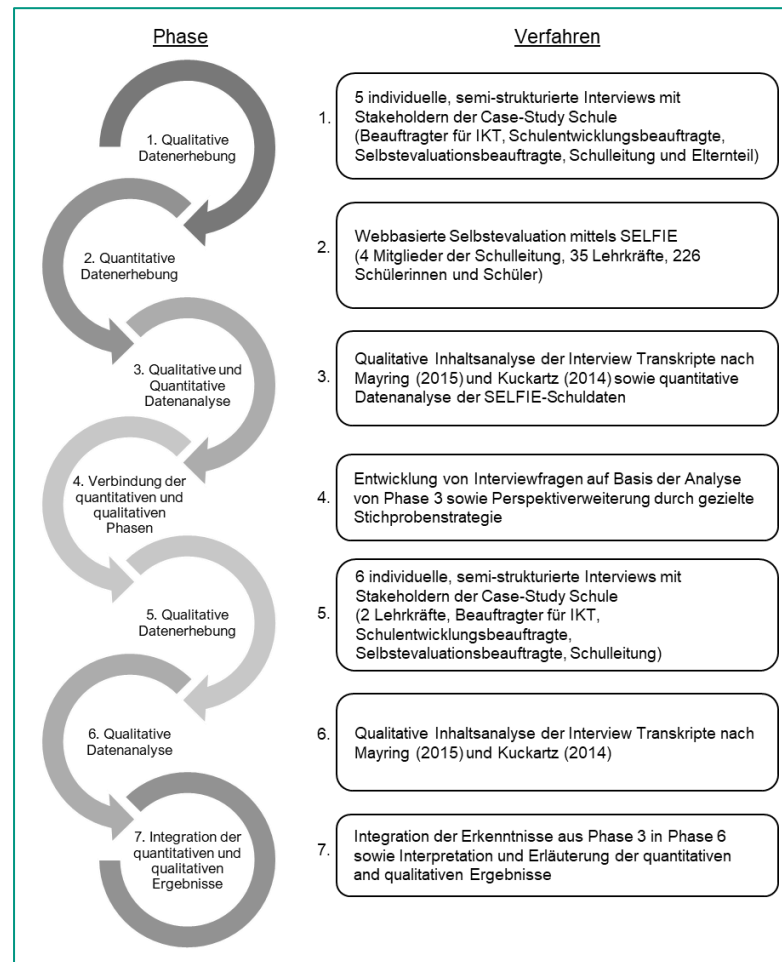 Phase
Verfahren
1. Qualitative
Datenerhebung
1.
5 individuelle, semi-strukturierte Interviews mit
Stakeholdern der Case-Study Schule
(Beauftragter für IKT, Schulentwicklungsbeauftragte,
Selbstevaluationsbeauftragte, Schulleitung und Elternteil)
2. Quantitative
Datenerhebung
2.
Webbasierte Selbstevaluation mittels SELFIE
(4 Mitglieder der Schulleitung, 35 Lehrkräfte, 226
Schülerinnen und Schüler)
3. Qualitative und
Quantitative
Datenanalyse
3.
Qualitative Inhaltsanalyse der Interview Transkripte nach
Mayring (2015) und Kuckartz (2014) sowie quantitative
Datenanalyse der SELFIE-Schuldaten
4. Verbindung der
quantitativen und
qualitativen
Phasen
4.
Entwicklung von Interviewfragen auf Basis der Analyse
von Phase 3 sowie Perspektiverweiterung durch gezielte
Stichprobenstrategie
5. Qualitative
Datenerhebung
5.
6 individuelle, semi-strukturierte Interviews mit
Stakeholdern der Case-Study Schule
(2 Lehrkräfte, Beauftragter für IKT,
Schulentwicklungsbeauftragte,
Selbstevaluationsbeauftragte, Schulleitung)
6. Qualitative
Datenanalyse
6.
Qualitative Inhaltsanalyse der Interview Transkripte nach
Mayring (2015) und Kuckartz (2014)
7. Integration der
quantitativen und
qualitativen
Ergebnisse
7.
Integration der Erkenntnisse aus Phase 3 in Phase 6
sowie Interpretation und Erläuterung der quantitativen
and qualitativen Ergebnisse